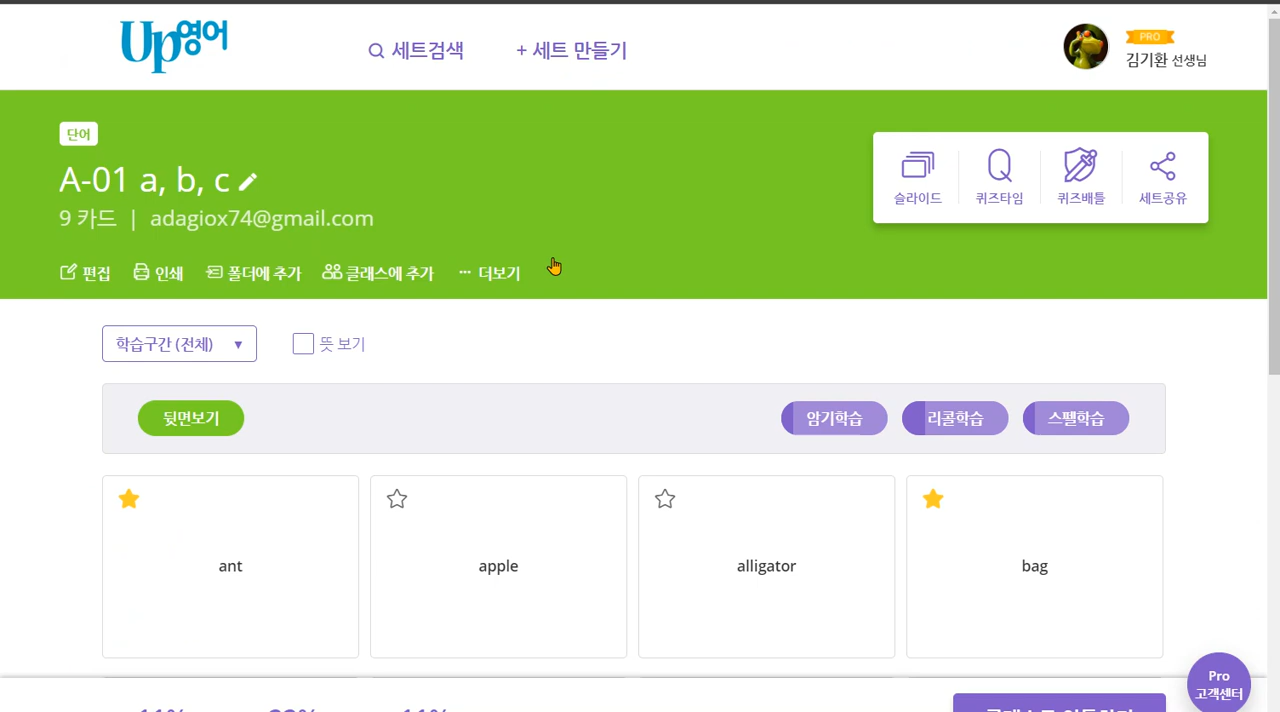 Up영어
세트검색
+ 세트 만들기
PRO
김기환 선생님
단어
A-01 a, b, c
9 카드 | adagiox74@gmail.com
슬라이드
퀴즈타임
퀴즈배틀
세트공유
편집
인쇄
폴더에 추가
클래스에 추가
··· 더보기
학습구간 (전체) ▼
뜻 보기
뒷면보기
암기학습
리콜학습
스펠학습
ant
apple
alligator
bag
Pro
고객센터